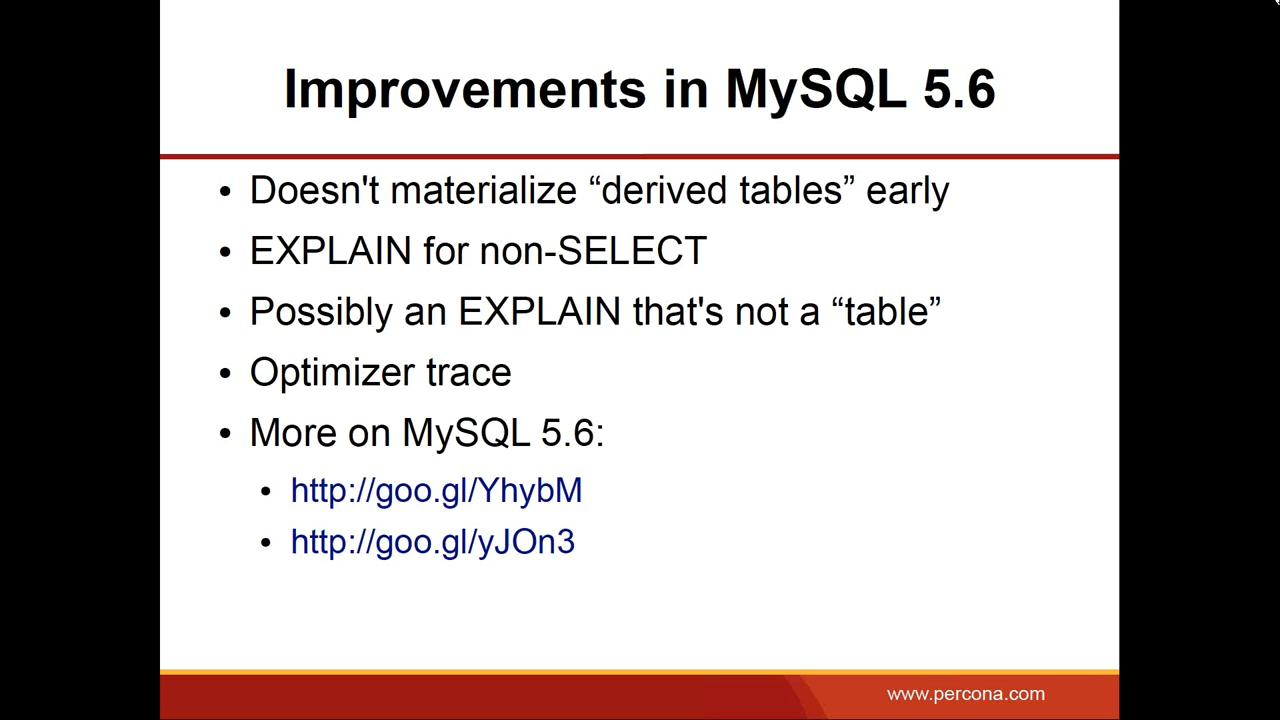 Improvements in MySQL 5.6
• Doesn't materialize “derived tables” early
• EXPLAIN for non-SELECT
• Possibly an EXPLAIN that's not a “table”
• Optimizer trace
• More on MySQL 5.6:
• http://goo.gl/YhybM
• http://goo.gl/yJOn3
www.percona.com